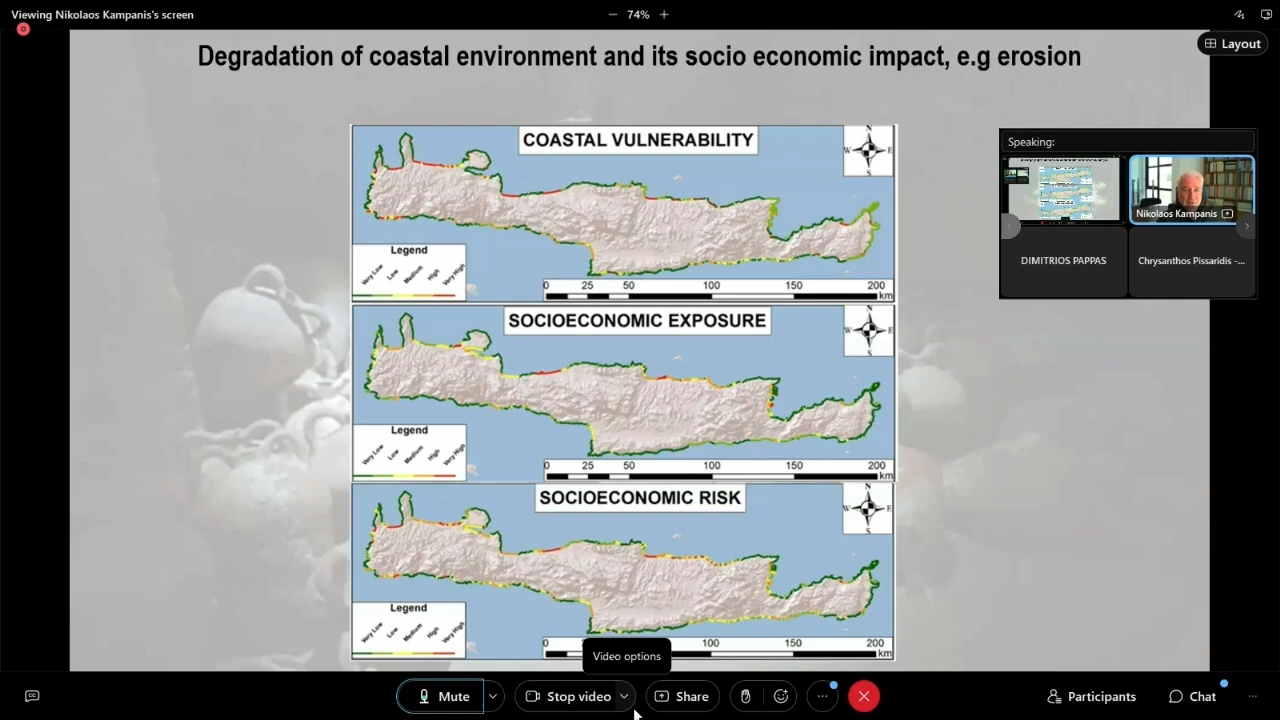 Viewing Nikolaos Kampanis's screen
74%
Layout
Degradation of coastal environment and its socio economic impact, e.g erosion
COASTAL VULNERABILITY
N
W E
S
Legend
Very Low Low Medium High Very High
0 25 50 100 150 200
km
SOCIOECONOMIC EXPOSURE
N
W E
S
Legend
Very Low Low Medium High Very High
0 25 50 100 150 200
km
SOCIOECONOMIC RISK
N
W E
S
Legend
Very Low Low Medium High Very High
0 100 150 200
km
Speaking:
Nikolaos Kampanis
DIMITRIOS PAPPAS
Chrysanthos Pissaridis -...
Video options
Mute
Stop video
Share
Participants
Chat